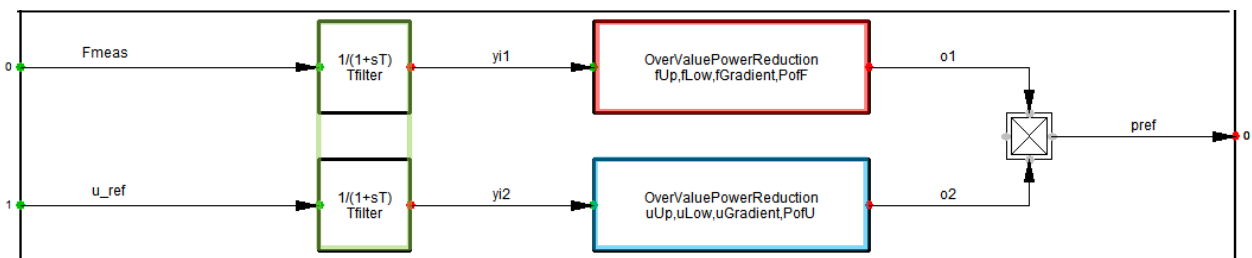 Fmeas
1/(1+sT)
Tfilter
yi1
OverValuePowerReduction
fUp,fLow,fGradient,PofF
o1
0
pref
0
u_ref
1/(1+sT)
Tfilter
yi2
OverValuePowerReduction
uUp,uLow,uGradient,PofU
o2
1